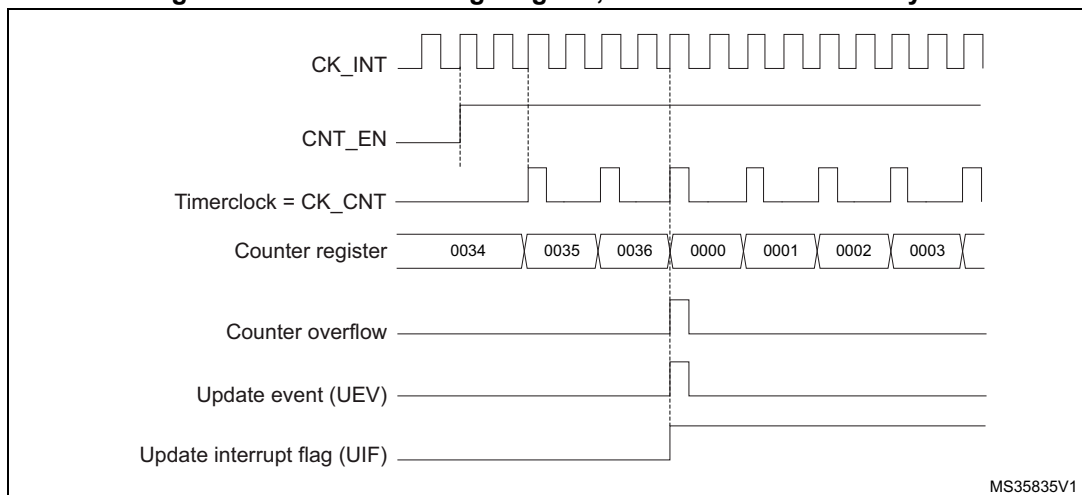 CK_INT
CNT_EN
Timerclock = CK_CNT
Counter register 0034 0035 0036 0000 0001 0002 0003
Counter overflow
Update event (UEV)
Update interrupt flag (UIF)
MS35835V1